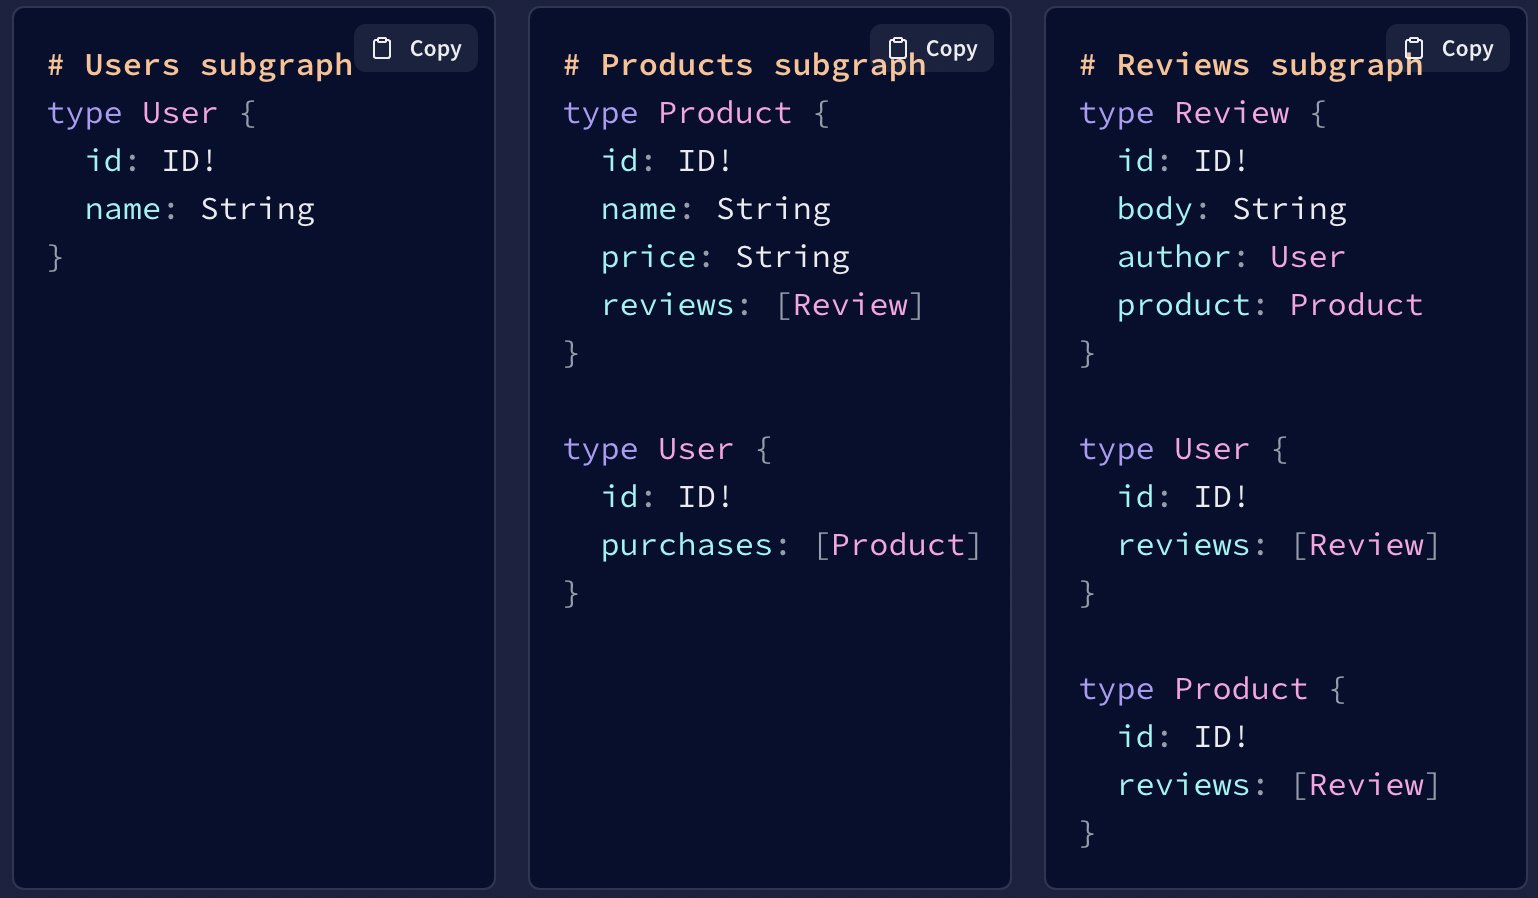 Copy
# Users subgraph
type User {
  id: ID!
  name: String
}
Copy
# Products subgraph
type Product {
  id: ID!
  name: String
  price: String
  reviews: [Review]
}

type User {
  id: ID!
  purchases: [Product]
}
Copy
# Reviews subgraph
type Review {
  id: ID!
  body: String
  author: User
  product: Product
}

type User {
  id: ID!
  reviews: [Review]
}

type Product {
  id: ID!
  reviews: [Review]
}